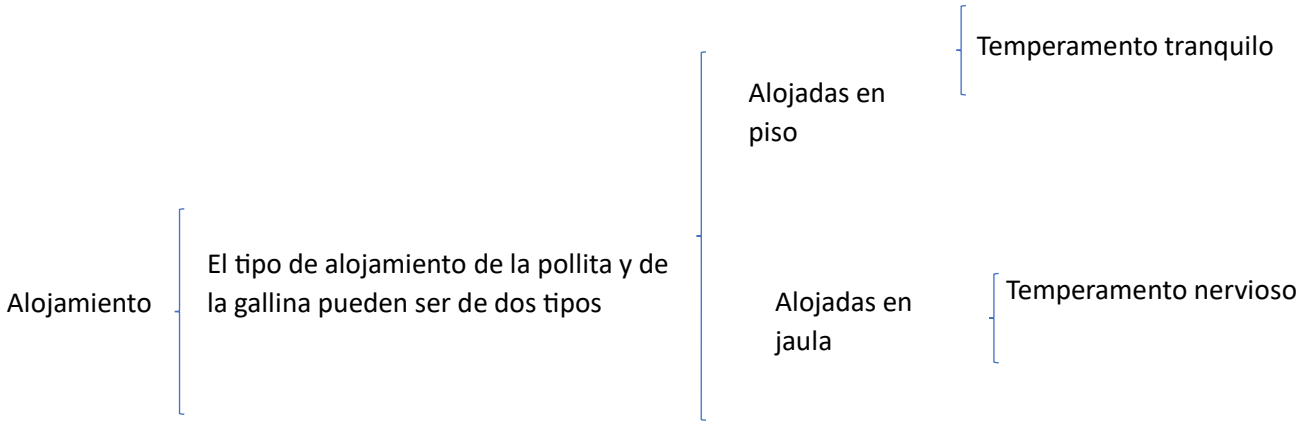 Alojamiento
El tipo de alojamiento de la pollita y de
la gallina pueden ser de dos tipos
Alojadas en
piso
Temperamento tranquilo
Alojadas en
jaula
Temperamento nervioso